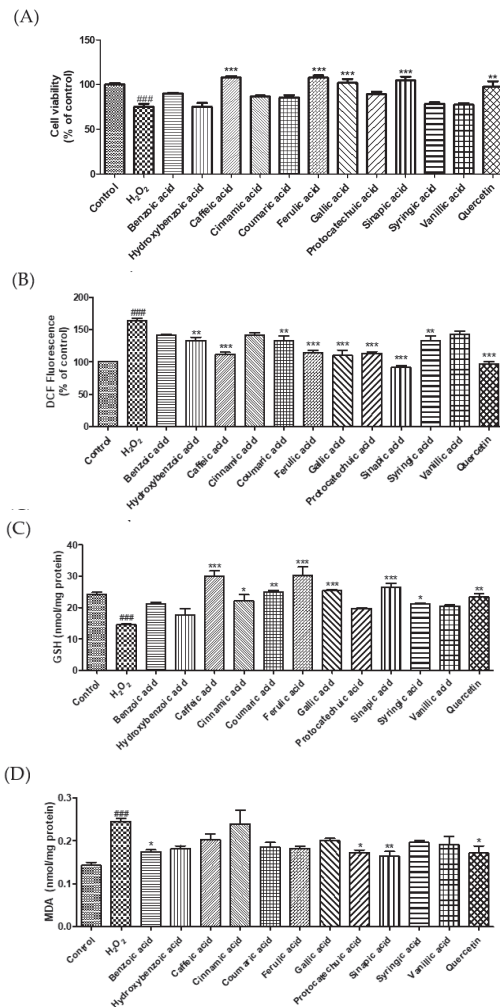 (A)
Cell viability
(% of control)
150
100
50
0
###
***
***
***
***
**
Control
H₂O₂
Benzoic acid
Hydroxybenzoic acid
Caffeic acid
Cinnamic acid
Coumaric acid
Ferulic acid
Gallic acid
Protocatechuic acid
Sinapic acid
Syringic acid
Vanillic acid
Quercetin
(B)
DCF Fluorescence
(% of control)
200
150
100
50
0
###
**
***
**
***
***
***
***
**
***
Control
H₂O₂
Benzoic acid
Hydroxybenzoic acid
Caffeic acid
Cinnamic acid
Coumaric acid
Ferulic acid
Gallic acid
Protocatechuic acid
Sinapic acid
Syringic acid
Vanillic acid
Quercetin
(C)
GSH (nmol/mg protein)
40
30
20
10
0
###
***
*
**
***
***
***
*
**
Control
H₂O₂
Benzoic acid
Hydroxybenzoic acid
Caffeic acid
Cinnamic acid
Coumaric acid
Ferulic acid
Gallic acid
Protocatechuic acid
Sinapic acid
Syringic acid
Vanillic acid
Quercetin
(D)
MDA (nmol/mg protein)
0.3
0.2
0.1
0.0
###
*
*
**
*
Control
H₂O₂
Benzoic acid
Hydroxybenzoic acid
Caffeic acid
Cinnamic acid
Coumaric acid
Ferulic acid
Gallic acid
Protocatechuic acid
Sinapic acid
Syringic acid
Vanillic acid
Quercetin